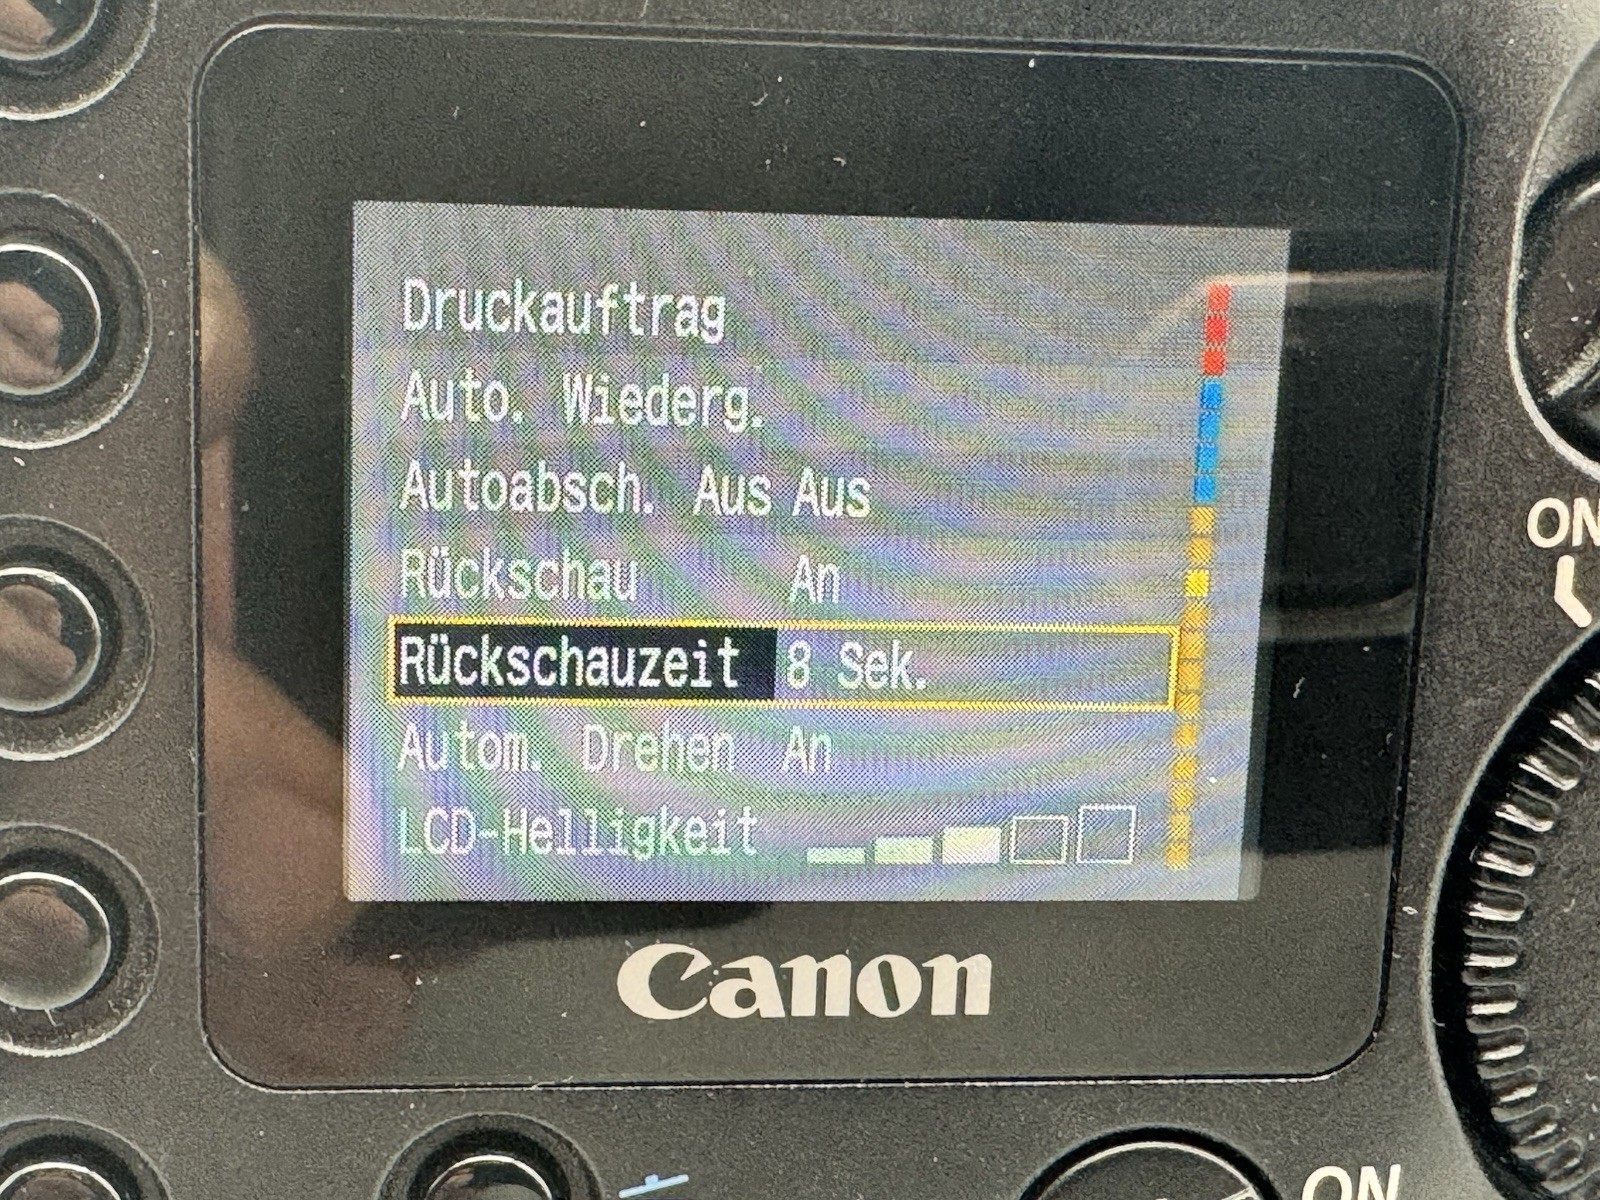 Druckauftrag
Auto. Wiederg.
Autoabsch. Aus Aus
Rückschau An
Rückschauzeit 8 Sek.
Autom. Drehen An
LCD-Helligkeit
Canon
ON
ON